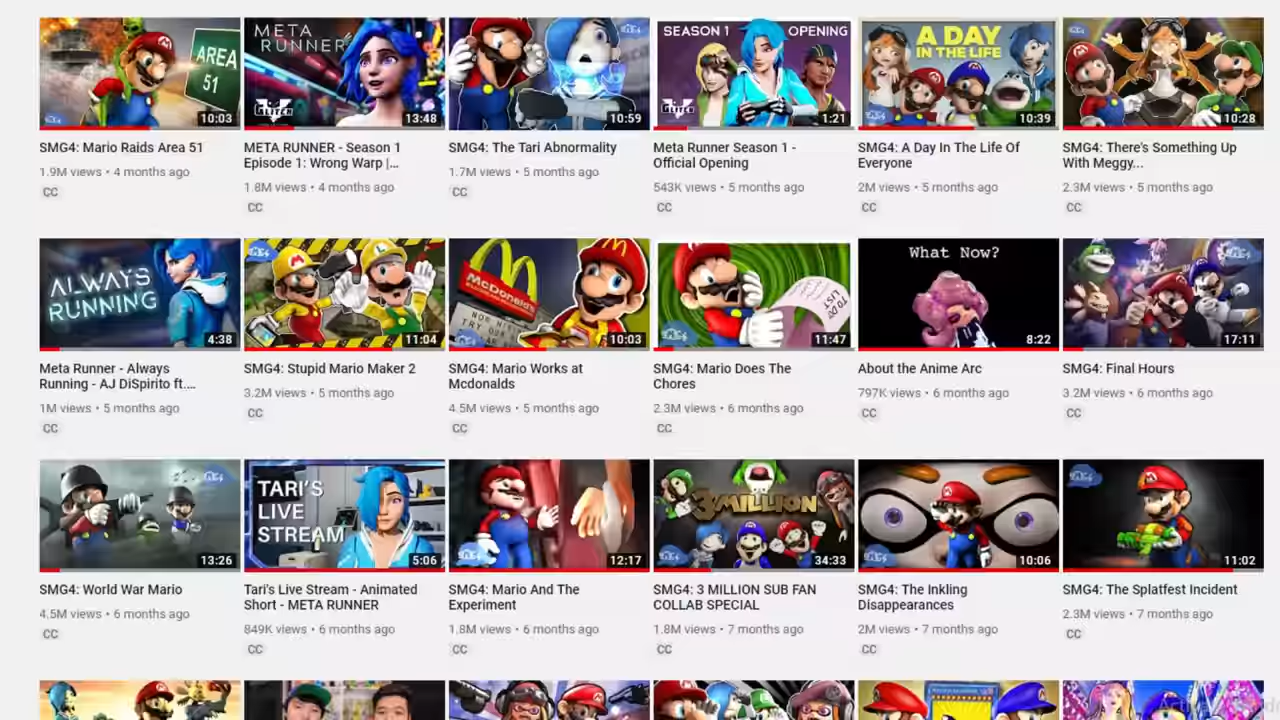 AREA
51
10:03
META
RUNNER
GLITCH
13:48
10:59
SEASON 1 OPENING
1:21
A DAY
IN THE LIFE
10:39
10:28
SMG4: Mario Raids Area 51
1.9M views • 4 months ago
CC
META RUNNER - Season 1
Episode 1: Wrong Warp |...
1.8M views • 4 months ago
CC
SMG4: The Tari Abnormality
1.7M views • 5 months ago
CC
Meta Runner Season 1 -
Official Opening
543K views • 5 months ago
CC
SMG4: A Day In The Life Of
Everyone
2M views • 5 months ago
CC
SMG4: There's Something Up
With Meggy...
2.3M views • 5 months ago
CC
ALWAYS
RUNNING
4:38
11:04
McDonald's
10:03
TO DO
LIST
11:47
What Now?
8:22
17:11
Meta Runner - Always
Running - AJ DiSpirito ft....
1M views • 5 months ago
CC
SMG4: Stupid Mario Maker 2
3.2M views • 5 months ago
CC
SMG4: Mario Works at
Mcdonalds
4.5M views • 5 months ago
CC
SMG4: Mario Does The
Chores
2.3M views • 6 months ago
CC
About the Anime Arc
797K views • 6 months ago
CC
SMG4: Final Hours
3.2M views • 6 months ago
CC
13:26
TARI'S
LIVE
STREAM
5:06
12:17
3 MILLION
34:33
10:06
11:02
SMG4: World War Mario
4.5M views • 6 months ago
CC
Tari's Live Stream - Animated
Short - META RUNNER
849K views • 6 months ago
CC
SMG4: Mario And The
Experiment
1.8M views • 6 months ago
CC
SMG4: 3 MILLION SUB FAN
COLLAB SPECIAL
1.8M views • 7 months ago
CC
SMG4: The Inkling
Disappearances
2M views • 7 months ago
CC
SMG4: The Splatfest Incident
2.3M views • 7 months ago
CC